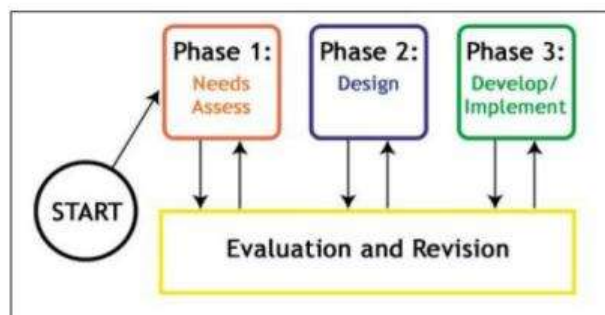 Phase 1:
Needs
Assess
Phase 2:
Design
Phase 3:
Develop/
Implement
START
Evaluation and Revision